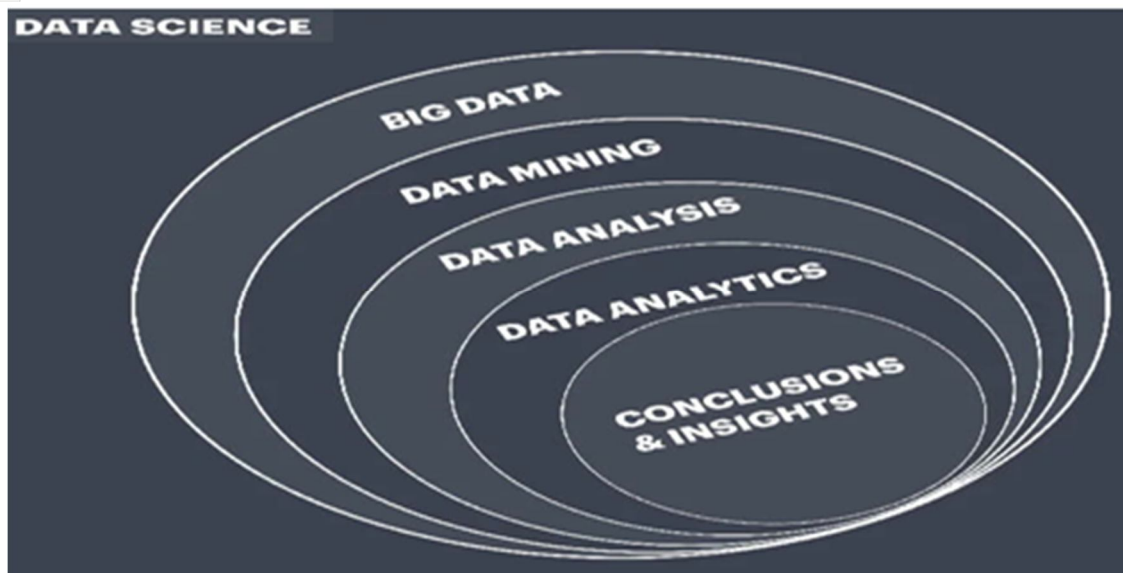 DATA SCIENCE
BIG DATA
DATA MINING
DATA ANALYSIS
DATA ANALYTICS
CONCLUSIONS
& INSIGHTS